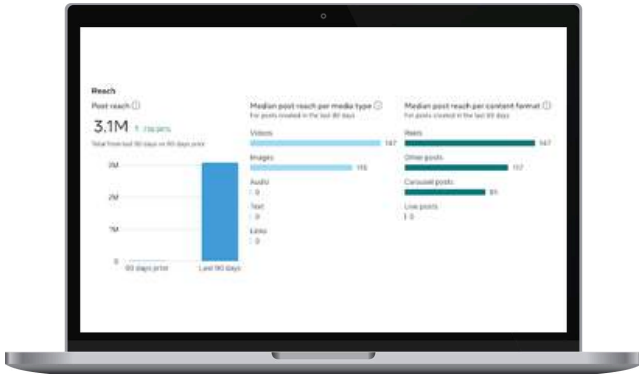 Reach
Post reach
3.1M
Total from last 90 days vs 90 days prior
3M
2M
1M
0
90 days prior
Last 90 days
Median post reach per media type
For posts created in the last 90 days
Videos
147
Images
115
Audio
0
Text
0
Links
0
Median post reach per content format
For posts created in the last 90 days
Reels
147
Other posts
117
Carousel posts
91
Live posts
0